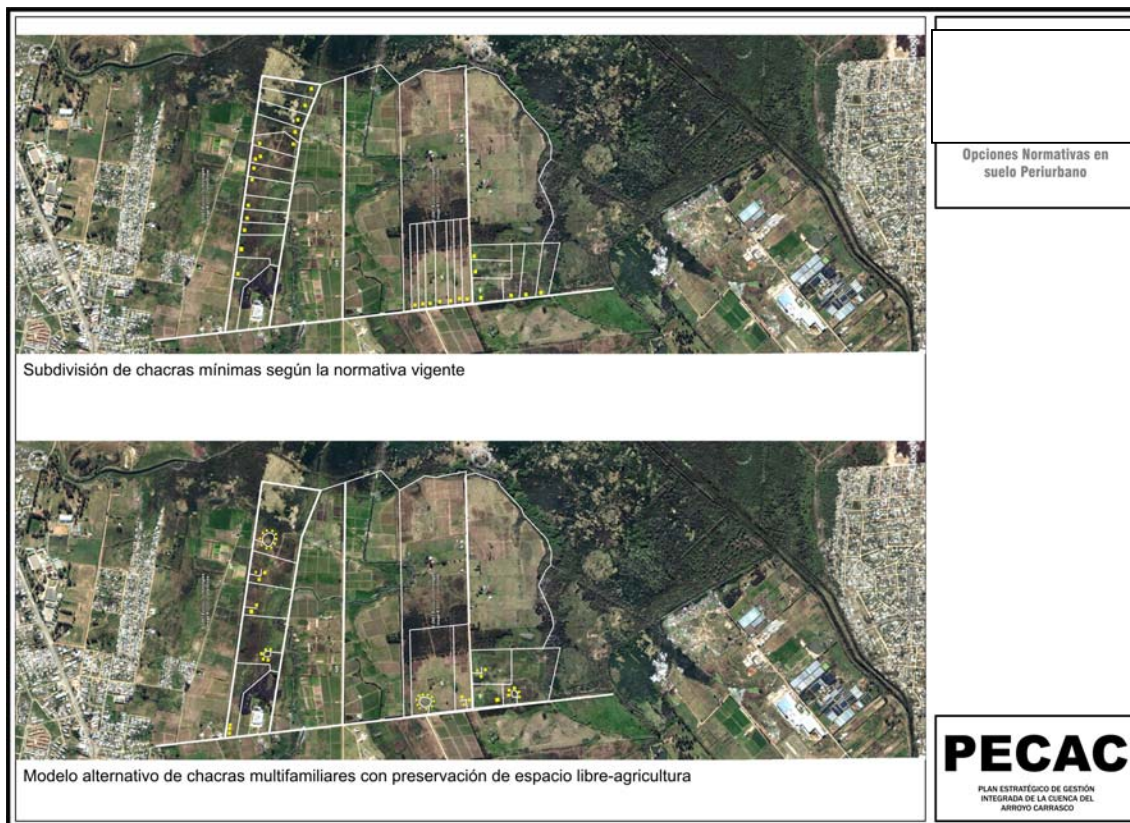 Opciones Normativas en
suelo Periurbano
Subdivisión de chacras mínimas según la normativa vigente
Modelo alternativo de chacras multifamiliares con preservación de espacio libre-agricultura
PECAC
PLAN ESTRATÉGICO DE GESTIÓN
INTEGRADA DE LA CUENCA DEL
ARROYO CARRASCO